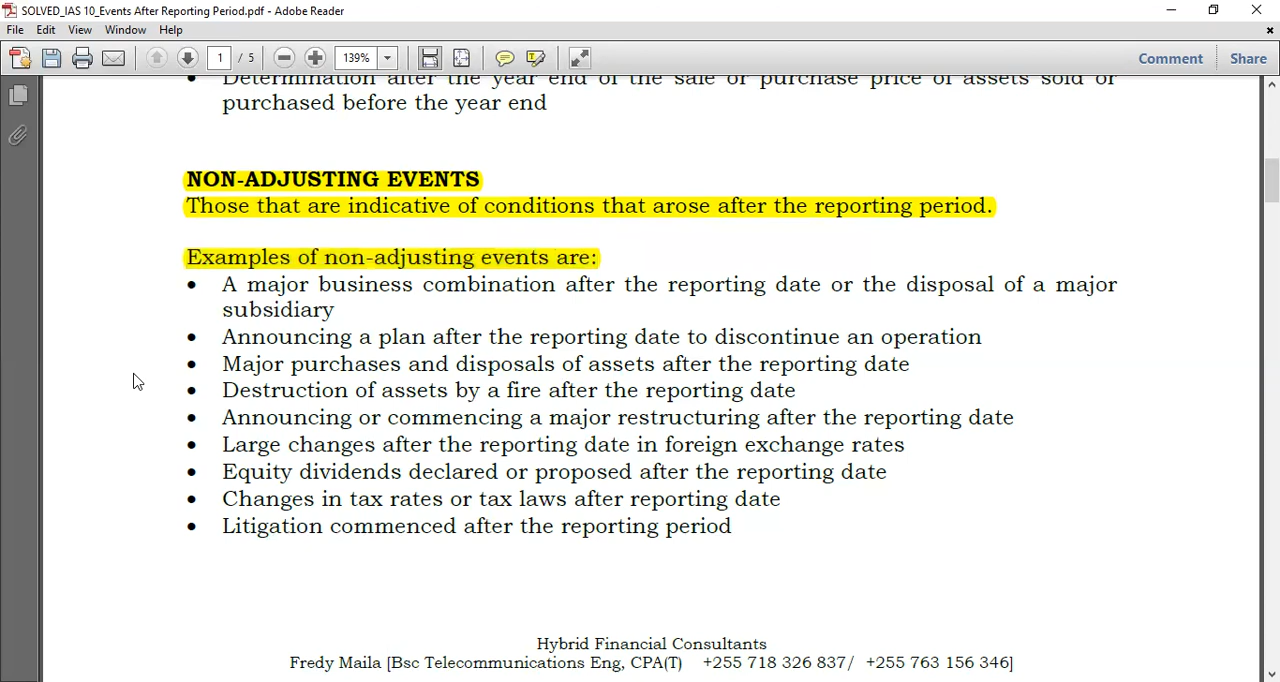 SOLVED_IAS 10_Events After Reporting Period.pdf - Adobe Reader
File Edit View Window Help
1 / 5 139% Comment Share
• Determination after the year end of the sale or purchase price of assets sold or
purchased before the year end
NON-ADJUSTING EVENTS
Those that are indicative of conditions that arose after the reporting period.
Examples of non-adjusting events are:
• A major business combination after the reporting date or the disposal of a major
subsidiary
• Announcing a plan after the reporting date to discontinue an operation
• Major purchases and disposals of assets after the reporting date
• Destruction of assets by a fire after the reporting date
• Announcing or commencing a major restructuring after the reporting date
• Large changes after the reporting date in foreign exchange rates
• Equity dividends declared or proposed after the reporting date
• Changes in tax rates or tax laws after reporting date
• Litigation commenced after the reporting period
Hybrid Financial Consultants
Fredy Maila [Bsc Telecommunications Eng, CPA(T) +255 718 326 837/ +255 763 156 346]